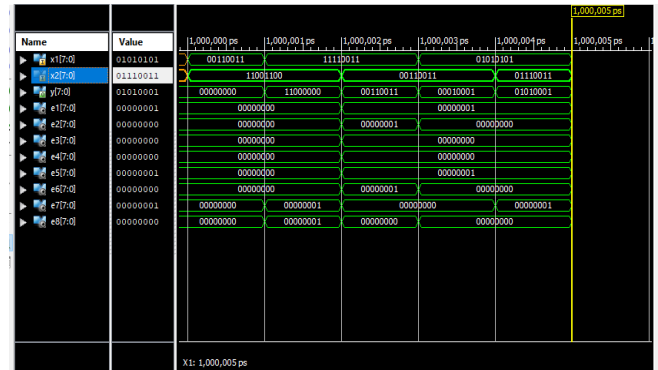 1,000,005 ps
Name Value 1,000,000 ps 1,000,001 ps 1,000,002 ps 1,000,003 ps 1,000,004 ps 1,000,005 ps
x1[7:0] 01010101 00110011 11110011 01010101
x2[7:0] 01110011 11001100 00110011 01110011
y[7:0] 01010001 00000000 11000000 00110011 00010001 01010001
e1[7:0] 00000001 00000000 00000001
e2[7:0] 00000000 00000000 00000001 00000000
e3[7:0] 00000000 00000000 00000000
e4[7:0] 00000000 00000000 00000000
e5[7:0] 00000001 00000000 00000001
e6[7:0] 00000000 00000000 00000001 00000000
e7[7:0] 00000001 00000000 00000001 00000000 00000001
e8[7:0] 00000000 00000000 00000001 00000000 00000000
X1: 1,000,005 ps